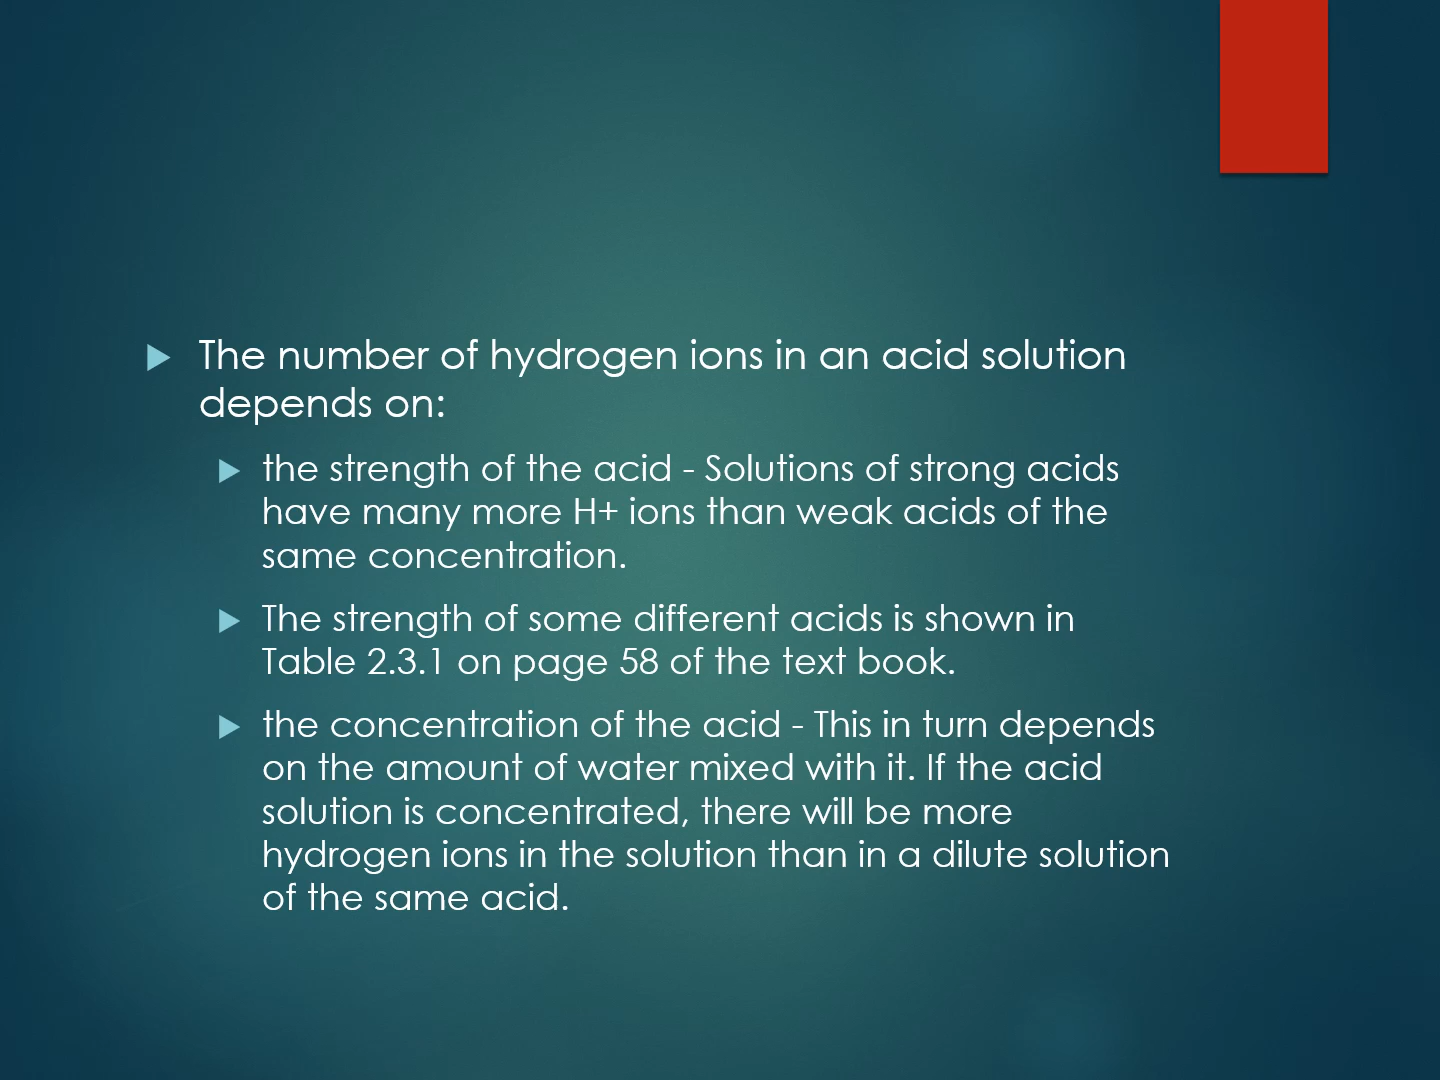 The number of hydrogen ions in an acid solution
depends on:
the strength of the acid - Solutions of strong acids
have many more H+ ions than weak acids of the
same concentration.
The strength of some different acids is shown in
Table 2.3.1 on page 58 of the text book.
the concentration of the acid - This in turn depends
on the amount of water mixed with it. If the acid
solution is concentrated, there will be more
hydrogen ions in the solution than in a dilute solution
of the same acid.